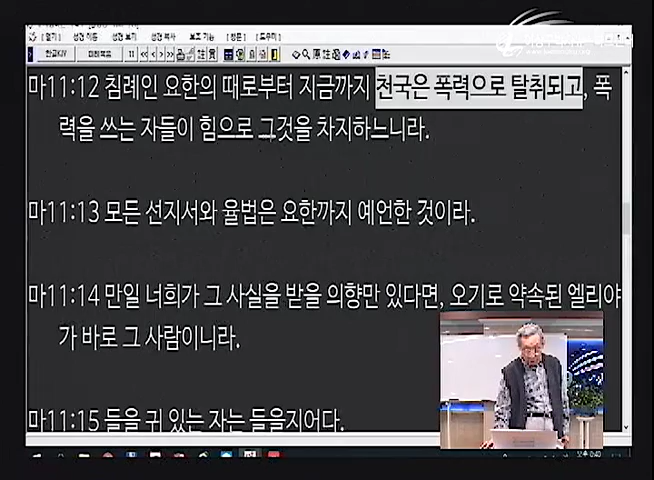 한글KJV
마11:12 침례인 요한의 때로부터 지금까지 천국은 폭력으로 탈취되고, 폭
력을 쓰는 자들이 힘으로 그것을 차지하느니라.
마11:13 모든 선지서와 율법은 요한까지 예언한 것이라.
마11:14 만일 너희가 그 사실을 받을 의향만 있다면, 오기로 약속된 엘리야
가 바로 그 사람이니라.
마11:15 들을 귀 있는 자는 들을지어다.